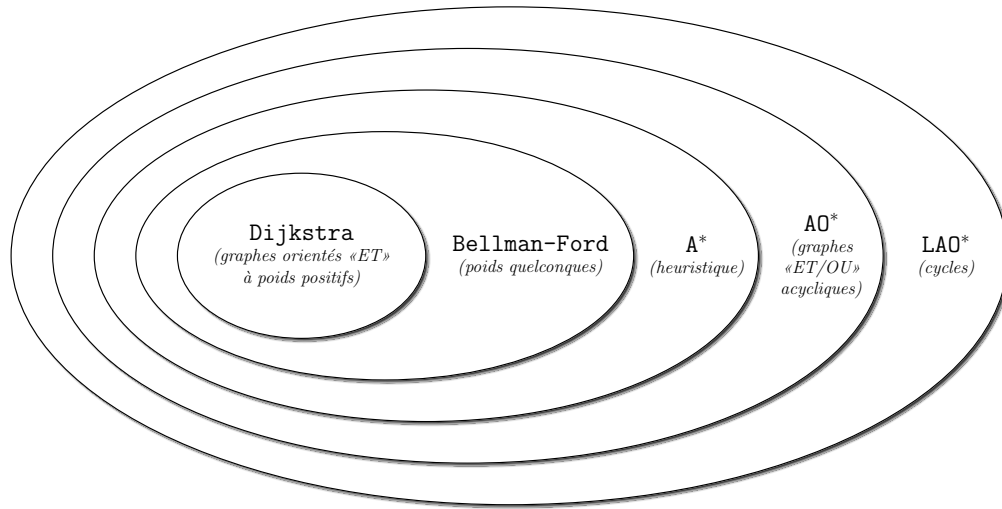 Dijkstra
(graphes orientés «ET»
à poids positifs)
Bellman-Ford
(poids quelconques)
A*
(heuristique)
AO*
(graphes
«ET/OU»
acycliques)
LAO*
(cycles)